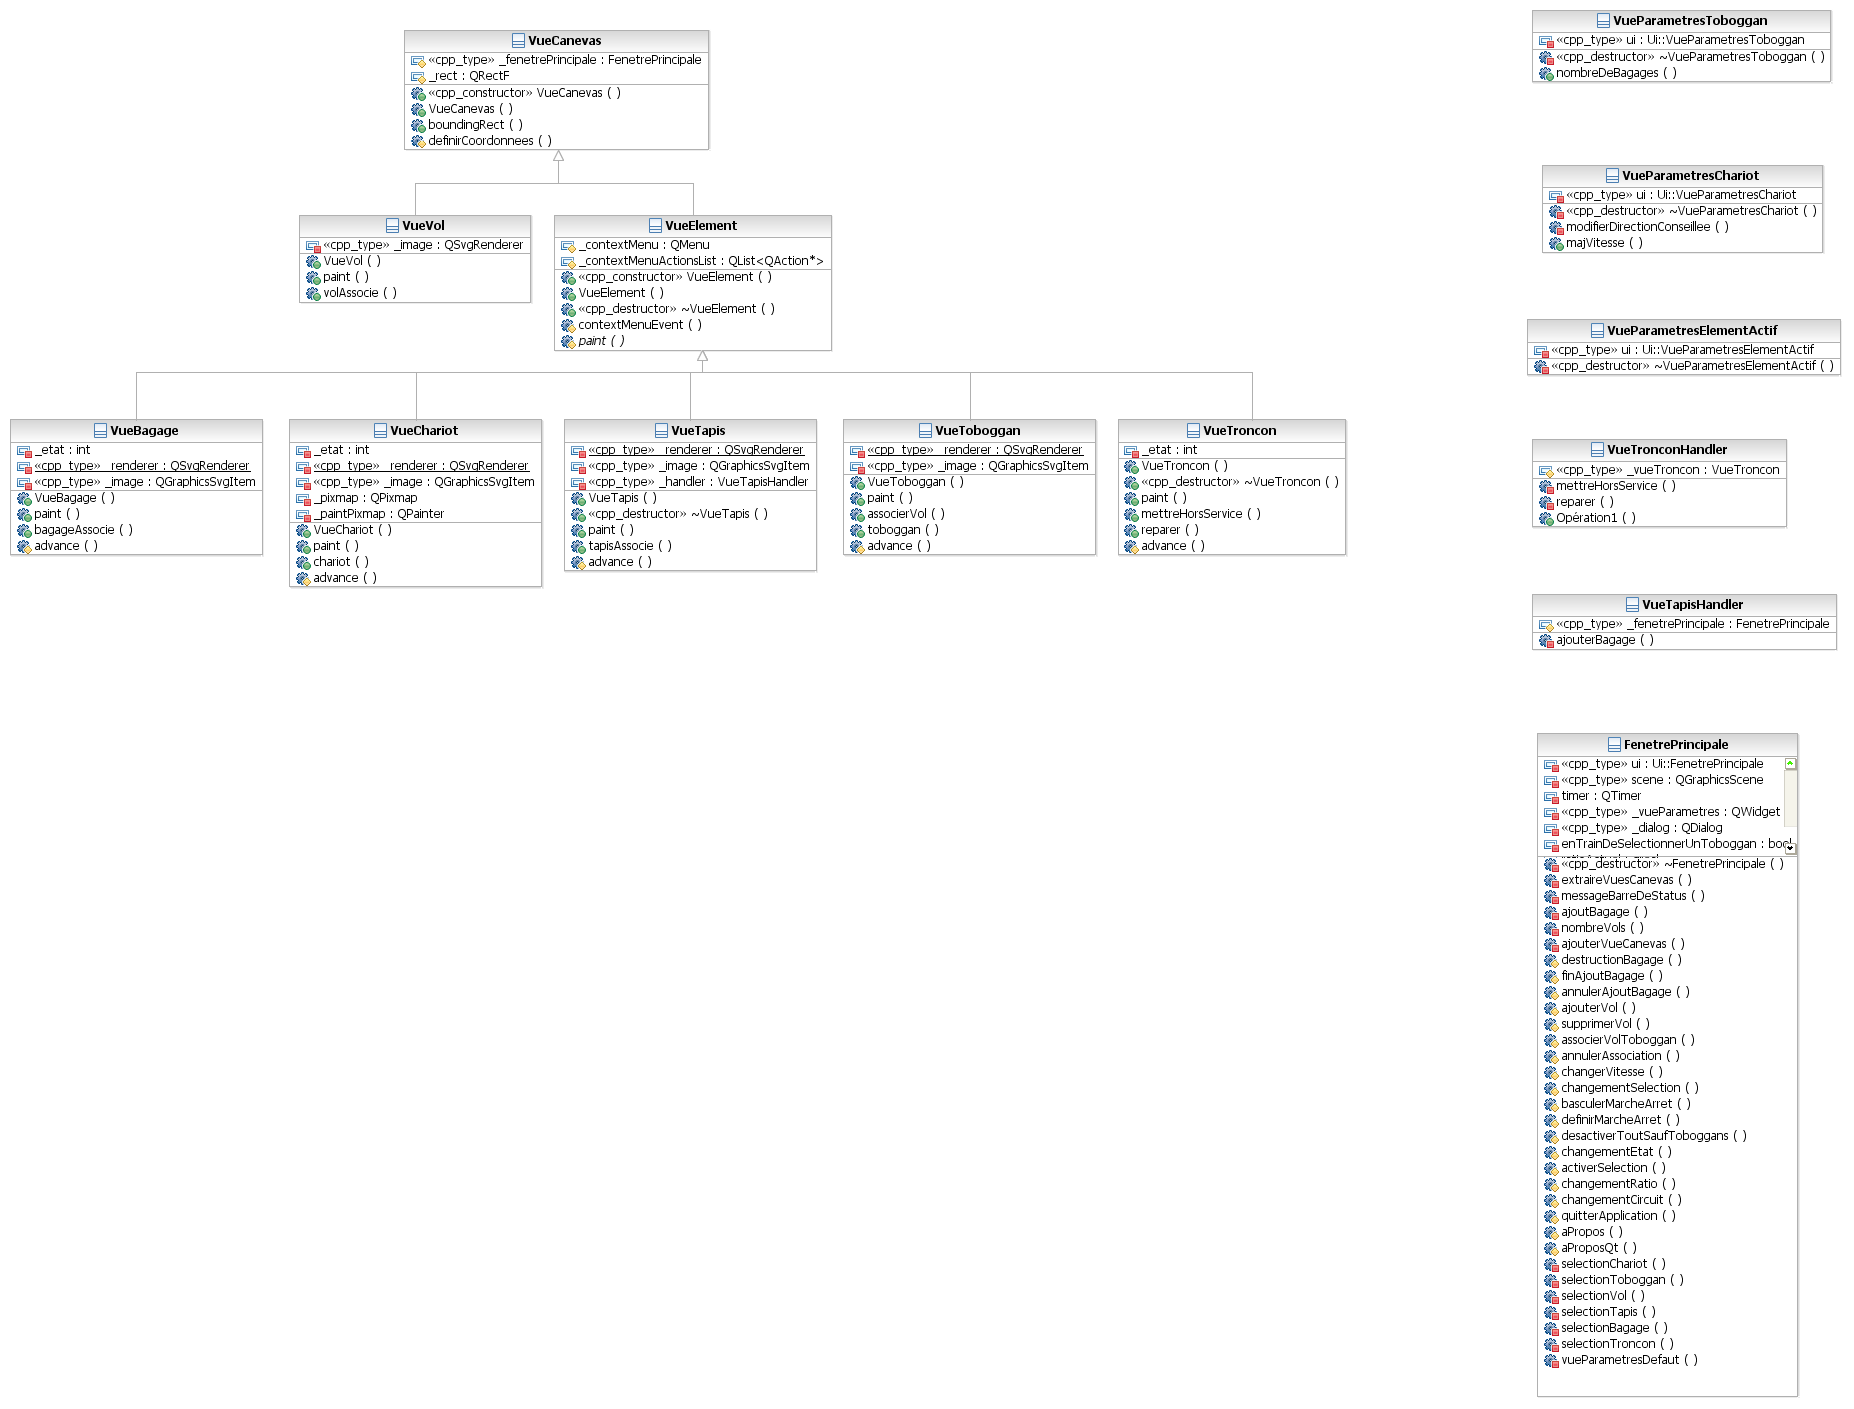 VueCanevas
«cpp_type» _fenetrePrincipale : FenetrePrincipale
_rect : QRectF
«cpp_constructor» VueCanevas ( )
VueCanevas ( )
boundingRect ( )
definirCoordonnees ( )
VueVol
«cpp_type» _image : QSvgRenderer
VueVol ( )
paint ( )
volAssocie ( )
VueElement
_contextMenu : QMenu
_contextMenuActionsList : QList<QAction*>
«cpp_constructor» VueElement ( )
VueElement ( )
«cpp_destructor» ~VueElement ( )
contextMenuEvent ( )
paint ( )
VueBagage
_etat : int
«cpp_type» _renderer : QSvgRenderer
«cpp_type» _image : QGraphicsSvgItem
VueBagage ( )
paint ( )
bagageAssocie ( )
advance ( )
VueChariot
_etat : int
«cpp_type» _renderer : QSvgRenderer
«cpp_type» _image : QGraphicsSvgItem
_pixmap : QPixmap
_paintPixmap : QPainter
VueChariot ( )
paint ( )
chariot ( )
advance ( )
VueTapis
«cpp_type» _renderer : QSvgRenderer
«cpp_type» _image : QGraphicsSvgItem
«cpp_type» _handler : VueTapisHandler
VueTapis ( )
«cpp_destructor» ~VueTapis ( )
paint ( )
tapisAssocie ( )
advance ( )
VueToboggan
«cpp_type» _renderer : QSvgRenderer
«cpp_type» _image : QGraphicsSvgItem
VueToboggan ( )
paint ( )
associerVol ( )
toboggan ( )
advance ( )
VueTroncon
_etat : int
VueTroncon ( )
«cpp_destructor» ~VueTroncon ( )
paint ( )
mettreHorsService ( )
reparer ( )
advance ( )
VueParametresToboggan
«cpp_type» ui : Ui::VueParametresToboggan
«cpp_destructor» ~VueParametresToboggan ( )
nombreDeBagages ( )
VueParametresChariot
«cpp_type» ui : Ui::VueParametresChariot
«cpp_destructor» ~VueParametresChariot ( )
modifierDirectionConseillee ( )
majVitesse ( )
VueParametresElementActif
«cpp_type» ui : Ui::VueParametresElementActif
«cpp_destructor» ~VueParametresElementActif ( )
VueTronconHandler
«cpp_type» _vueTroncon : VueTroncon
mettreHorsService ( )
reparer ( )
Opération1 ( )
VueTapisHandler
«cpp_type» _fenetrePrincipale : FenetrePrincipale
ajouterBagage ( )
FenetrePrincipale
«cpp_type» ui : Ui::FenetrePrincipale
«cpp_type» scene : QGraphicsScene
timer : QTimer
«cpp_type» _vueParametres : QWidget
«cpp_type» _dialog : QDialog
enTrainDeSelectionnerUnToboggan : bool
«cpp_destructor» ~FenetrePrincipale ( )
extraireVuesCanevas ( )
messageBarreDeStatus ( )
ajoutBagage ( )
nombreVols ( )
ajouterVueCanevas ( )
destructionBagage ( )
finAjoutBagage ( )
annulerAjoutBagage ( )
ajouterVol ( )
supprimerVol ( )
associerVolToboggan ( )
annulerAssociation ( )
changerVitesse ( )
changementSelection ( )
basculerMarcheArret ( )
definirMarcheArret ( )
desactiverToutSaufToboggans ( )
changementEtat ( )
activerSelection ( )
changementRatio ( )
changementCircuit ( )
quitterApplication ( )
aPropos ( )
aProposQt ( )
selectionChariot ( )
selectionToboggan ( )
selectionVol ( )
selectionTapis ( )
selectionBagage ( )
selectionTroncon ( )
vueParametresDefaut ( )